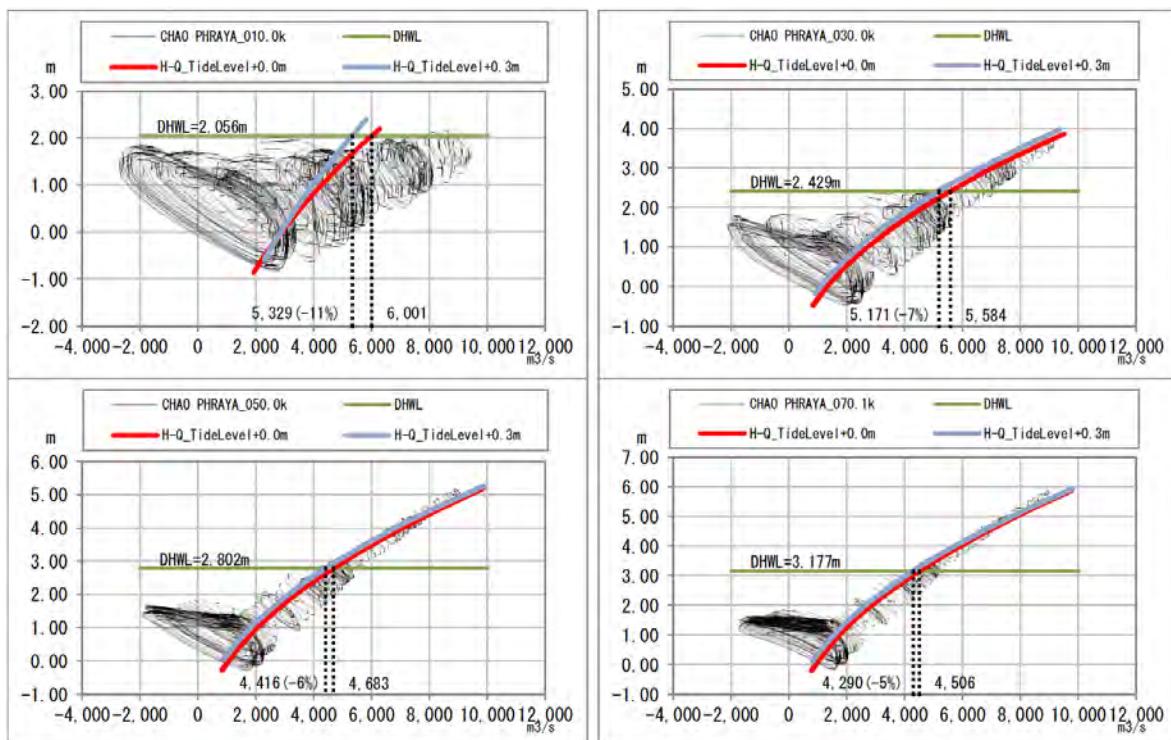 CHAO PHRAYA_010.0k DHWL
H-Q_TideLevel+0.0m H-Q_TideLevel+0.3m
m
3.00
2.00
1.00
0.00
-1.00
-2.00
DHWL=2.056m
5,329(-11%) 6,001
-4,000 -2,000 0 2,000 4,000 6,000 8,000 10,000 12,000
m3/s
CHAO PHRAYA_030.0k DHWL
H-Q_TideLevel+0.0m H-Q_TideLevel+0.3m
m
5.00
4.00
3.00
2.00
1.00
0.00
-1.00
DHWL=2.429m
5,171(-7%) 5,584
-4,000 -2,000 0 2,000 4,000 6,000 8,000 10,000 12,000
m3/s
CHAO PHRAYA_050.0k DHWL
H-Q_TideLevel+0.0m H-Q_TideLevel+0.3m
m
6.00
5.00
4.00
3.00
2.00
1.00
0.00
-1.00
DHWL=2.802m
4,416(-6%) 4,683
-4,000 -2,000 0 2,000 4,000 6,000 8,000 10,000 12,000
m3/s
CHAO PHRAYA_070.1k DHWL
H-Q_TideLevel+0.0m H-Q_TideLevel+0.3m
m
7.00
6.00
5.00
4.00
3.00
2.00
1.00
0.00
-1.00
DHWL=3.177m
4,290(-5%) 4,506
-4,000 -2,000 0 2,000 4,000 6,000 8,000 10,000 12,000
m3/s